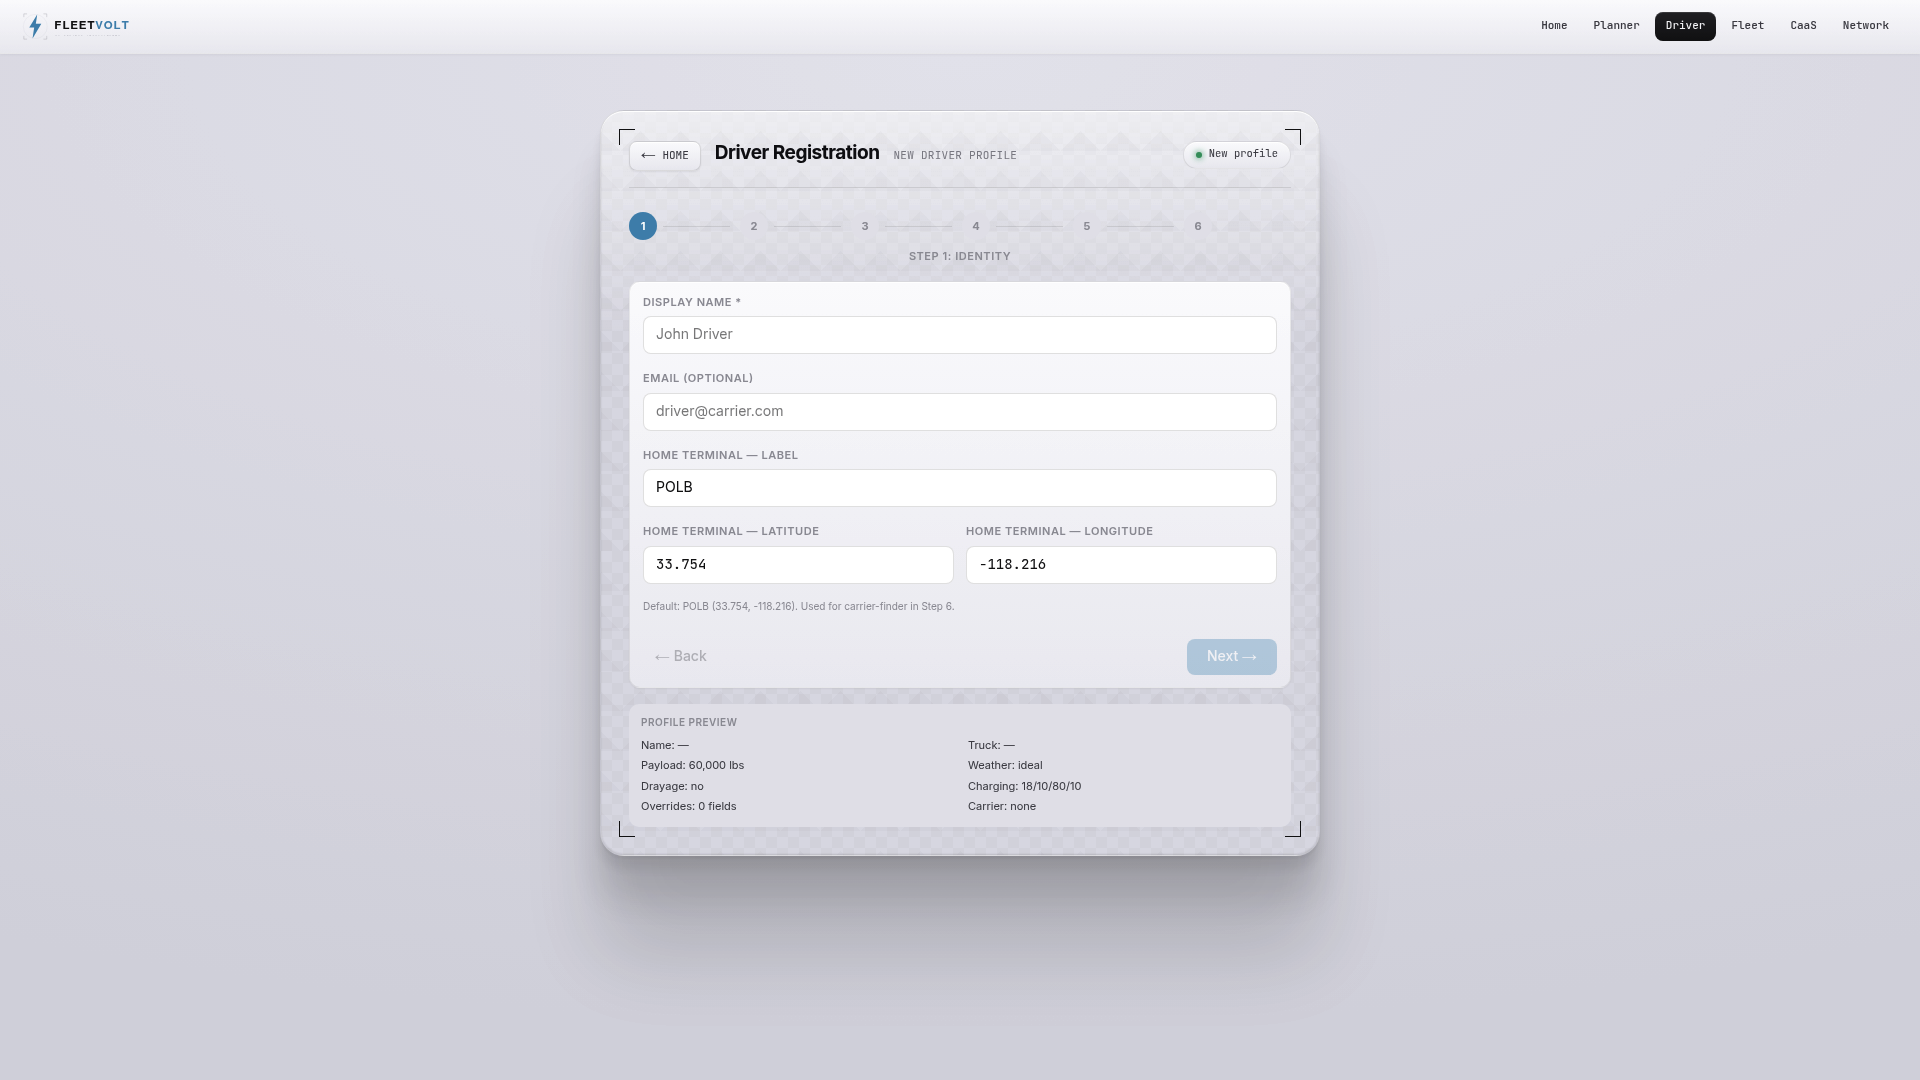 FLEETVOLT
Home Planner Driver Fleet CaaS Network
← HOME Driver Registration NEW DRIVER PROFILE New profile
1 2 3 4 5 6
STEP 1: IDENTITY
DISPLAY NAME *
John Driver
EMAIL (OPTIONAL)
driver@carrier.com
HOME TERMINAL — LABEL
POLB
HOME TERMINAL — LATITUDE HOME TERMINAL — LONGITUDE
33.754 -118.216
Default: POLB (33.754, -118.216). Used for carrier-finder in Step 6.
← Back Next →
PROFILE PREVIEW
Name: — Truck: —
Payload: 60,000 lbs Weather: ideal
Drayage: no Charging: 18/10/80/10
Overrides: 0 fields Carrier: none